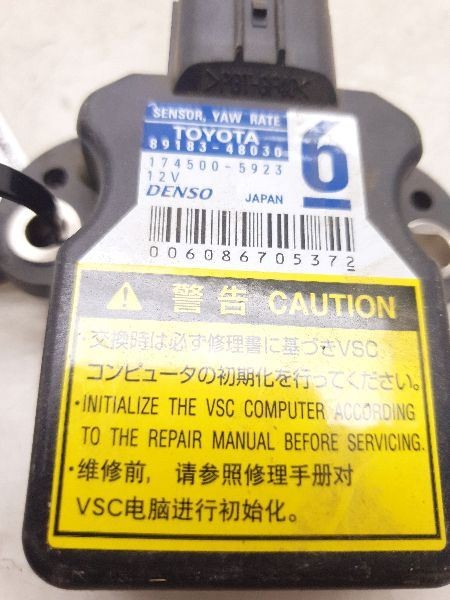 SENSOR, YAW RATE
TOYOTA
89183-48030
174500-5923
12V
DENSO
JAPAN
6
006086705372
警告 CAUTION
・交換時は必ず修理書に基づきVSC
コンピュータの初期化を行ってください。
・INITIALIZE THE VSC COMPUTER ACCORDING
TO THE REPAIR MANUAL BEFORE SERVICING.
・维修前，请参照修理手册对
VSC电脑进行初始化。